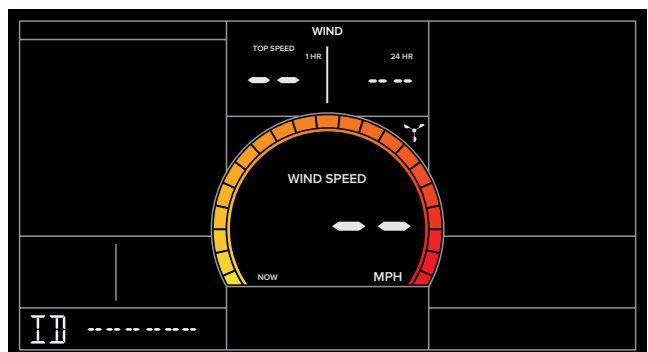 WIND
TOP SPEED
1 HR
24 HR
-- --
-- --
WIND SPEED
-- --
NOW
MPH
ID -- -- -- -- -- --